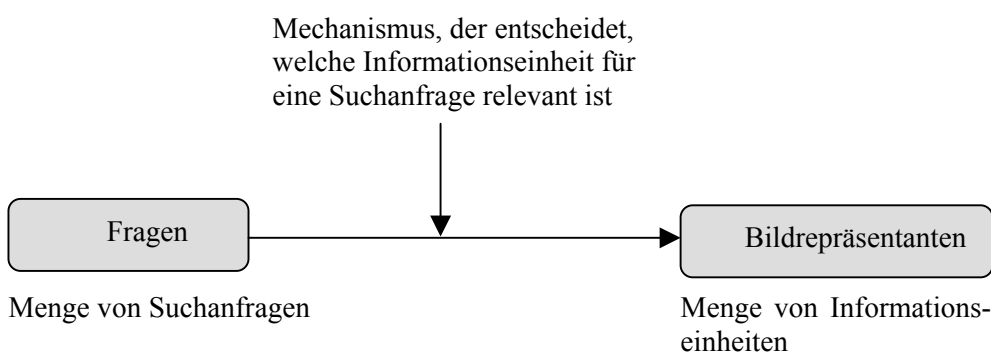 Mechanismus, der entscheidet,
welche Informationseinheit für
eine Suchanfrage relevant ist
Fragen
Bildrepräsentanten
Menge von Suchanfragen
Menge von Informations-
einheiten